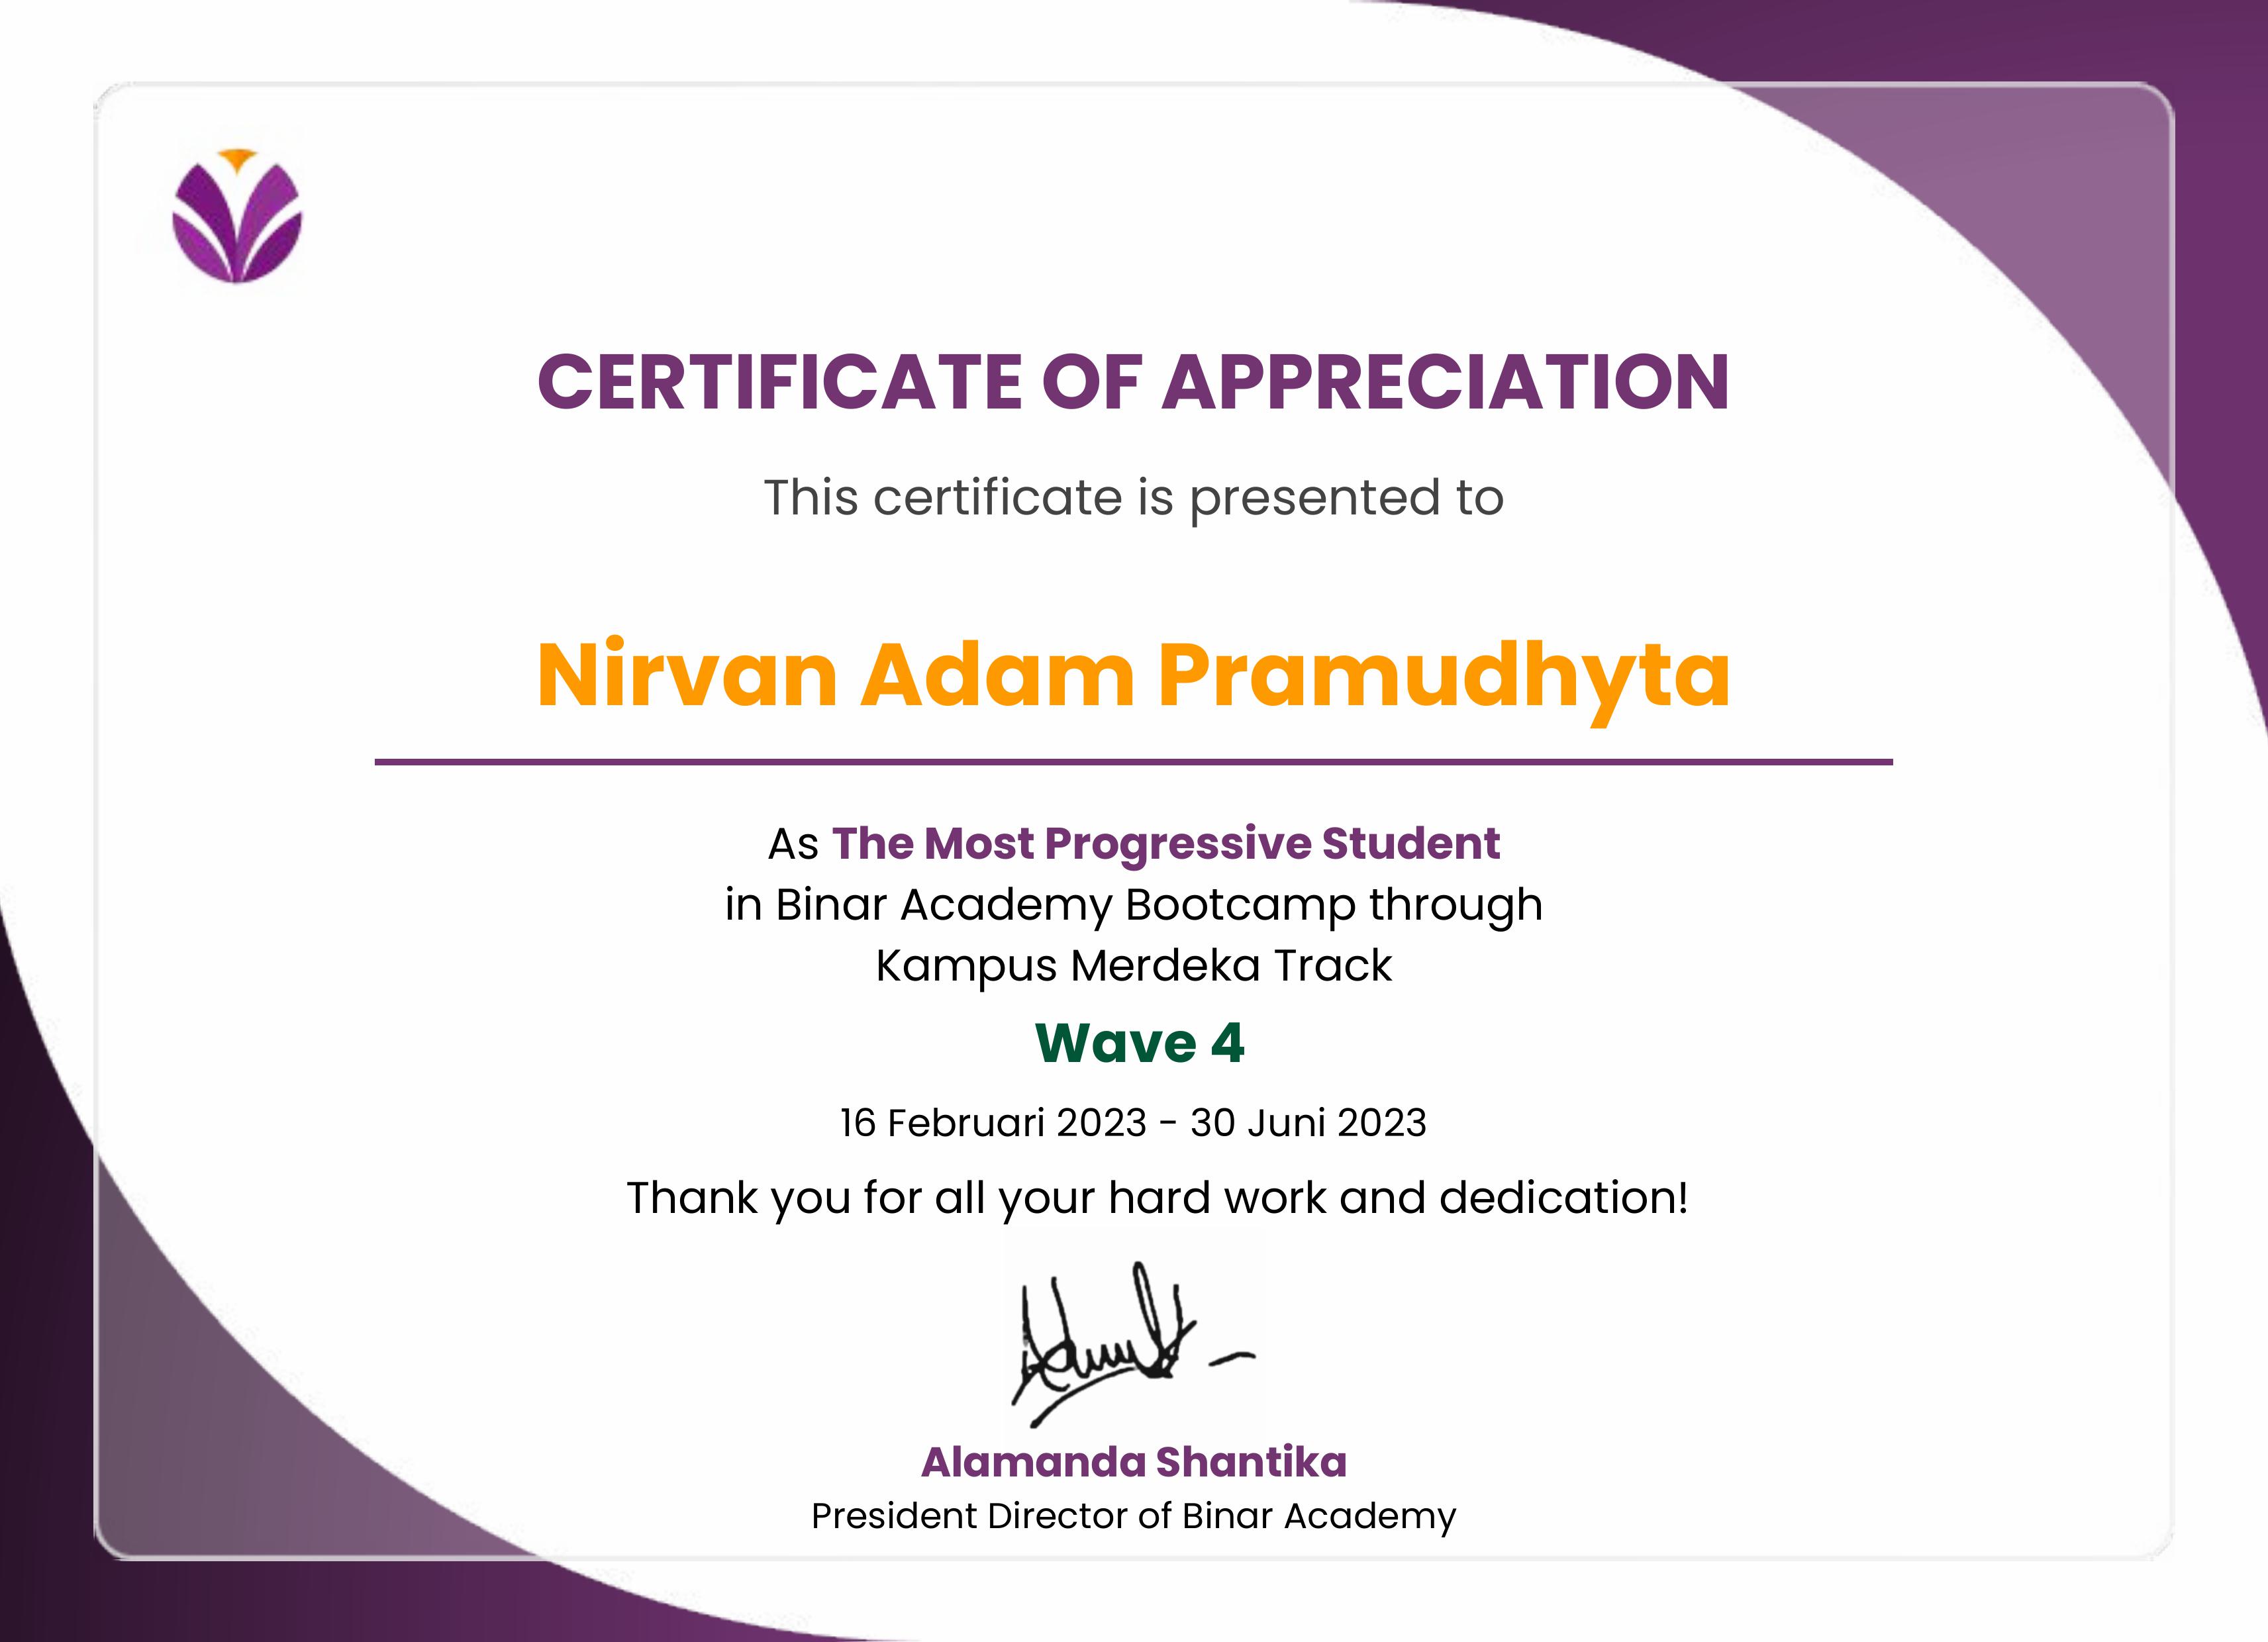 CERTIFICATE OF APPRECIATION
This certificate is presented to
Nirvan Adam Pramudhyta
As The Most Progressive Student
in Binar Academy Bootcamp through
Kampus Merdeka Track
Wave 4
16 Februari 2023 - 30 Juni 2023
Thank you for all your hard work and dedication!
Alamanda Shantika
President Director of Binar Academy